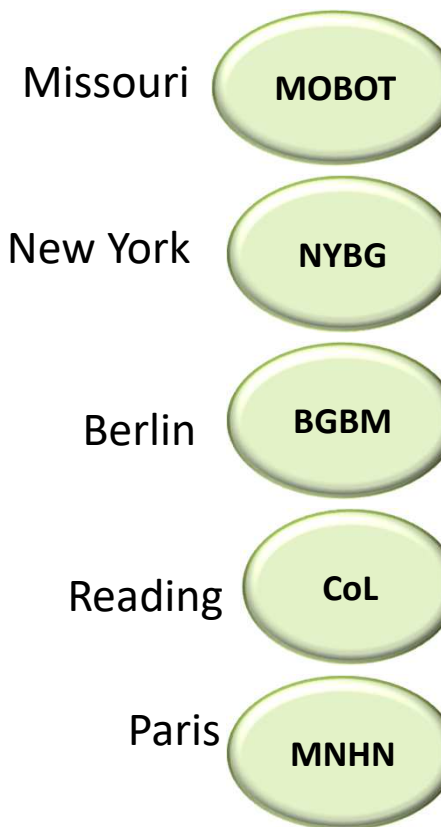 Missouri MOBOT
New York NYBG
Berlin BGBM
Reading CoL
Paris MNHN